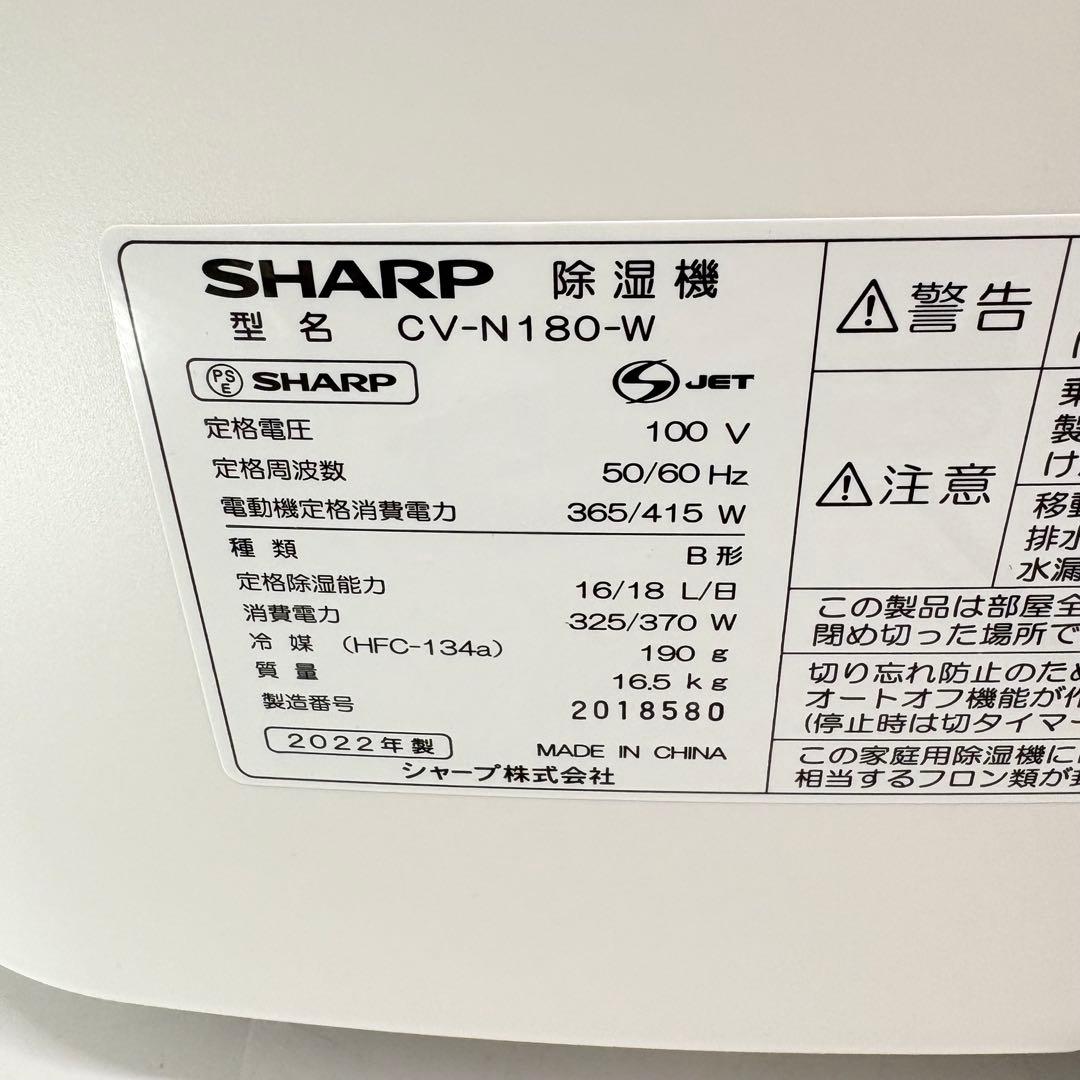 SHARP 除湿機
型名 CV-N180-W
PSE SHARP
S JET
定格電圧 100 V
定格周波数 50/60 Hz
電動機定格消費電力 365/415 W
種類 B形
定格除湿能力 16/18 L/日
消費電力 325/370 W
冷媒 (HFC-134a) 190 g
質量 16.5 kg
製造番号 2018580
2022年製 MADE IN CHINA
シャープ株式会社
⚠警告
⚠注意
製
け
移動
排水
水漏
この製品は部屋全
閉め切った場所で
切り忘れ防止のため
オートオフ機能が作
(停止時は切タイマー
この家庭用除湿機に
相当するフロン類が